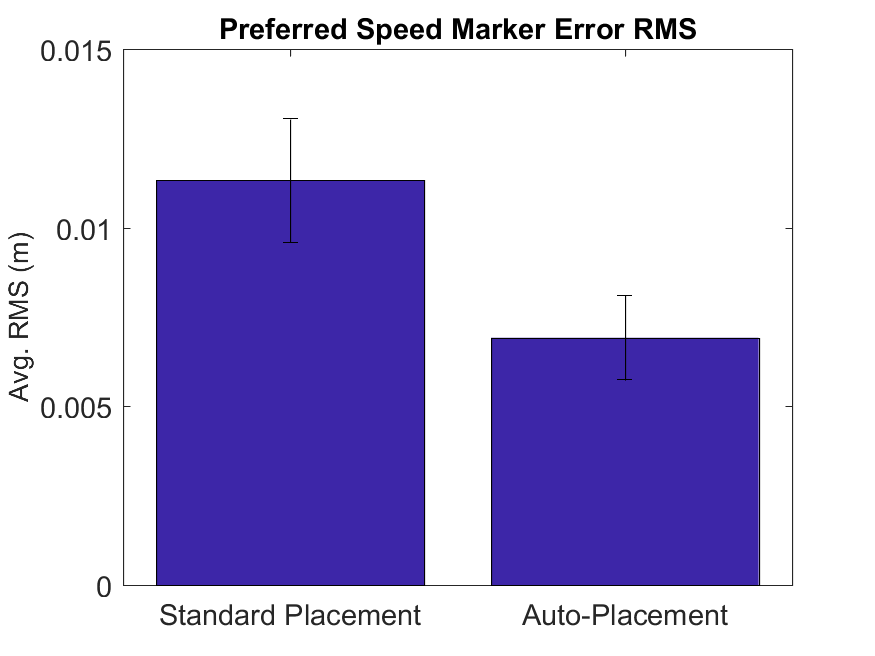 Preferred Speed Marker Error RMS
0.015
0.01
0.005
0
Avg. RMS (m)
Standard Placement
Auto-Placement